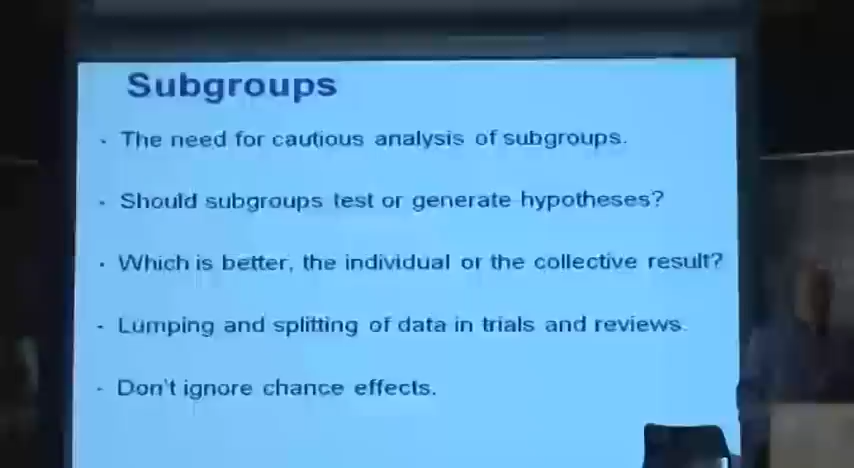 Subgroups
· The need for cautious analysis of subgroups.
· Should subgroups test or generate hypotheses?
· Which is better, the individual or the collective result?
· Lumping and splitting of data in trials and reviews.
· Don't ignore chance effects.